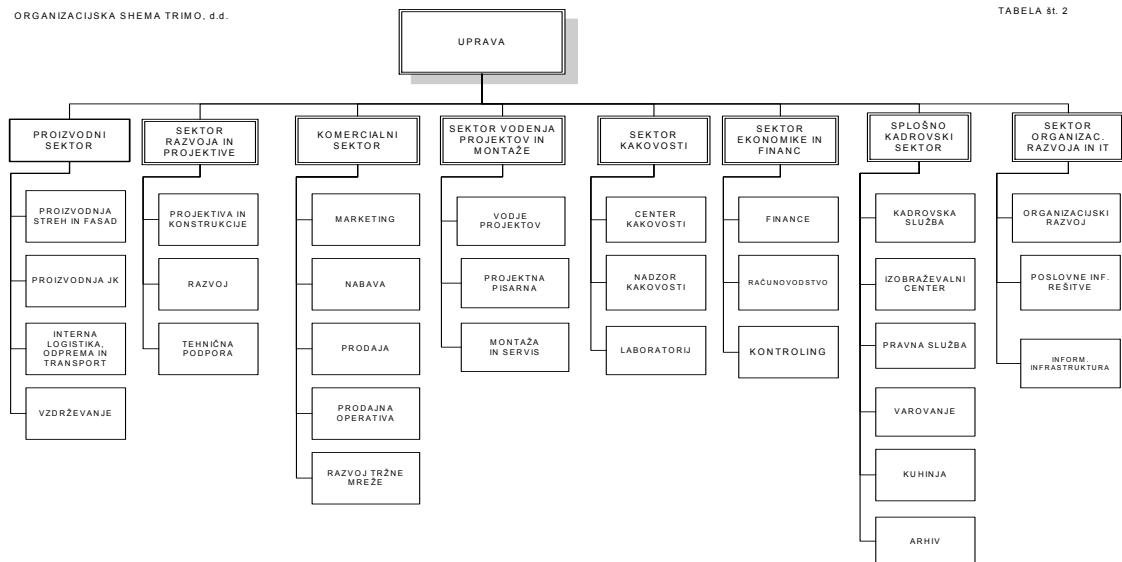 ORGANIZACIJSKA SHEMA TRIMO, d.d.
TABELA št. 2
UPRAVA
PROIZVODNI
SEKTOR
PROIZVODNJA
STREH IN FASAD
PROIZVODNJA JK
INTERNA
LOGISTIKA,
ODPREMA IN
TRANSPORT
VZDRŽEVANJE
SEKTOR
RAZVOJA IN
PROJEKTIVE
PROJEKTIVA IN
KONSTRUKCIJE
RAZVOJ
TEHNIČNA
PODPORA
KOMERCIALNI
SEKTOR
MARKETING
NABAVA
PRODAJA
PRODAJNA
OPERATIVA
RAZVOJ TRŽNE
MREŽE
SEKTOR VODENJA
PROJEKTOV IN
MONTAŽE
VODJE
PROJEKTOV
PROJEKTNA
PISARNA
MONTAŽA
IN SERVIS
SEKTOR
KAKOVOSTI
CENTER
KAKOVOSTI
NADZOR
KAKOVOSTI
LABORATORIJ
SEKTOR
EKONOMIKE IN
FINANC
FINANCE
RAČUNOVODSTVO
KONTROLING
SPLOŠNO
KADROVSKI
SEKTOR
KADROVSKA
SLUŽBA
IZOBRAŽEVALNI
CENTER
PRAVNA SLUŽBA
VAROVANJE
KUHINJA
ARHIV
SEKTOR
ORGANIZAC.
RAZVOJA IN IT
ORGANIZACIJSKI
RAZVOJ
POSLOVNE INF.
REŠITVE
INFORM.
INFRASTRUKTURA